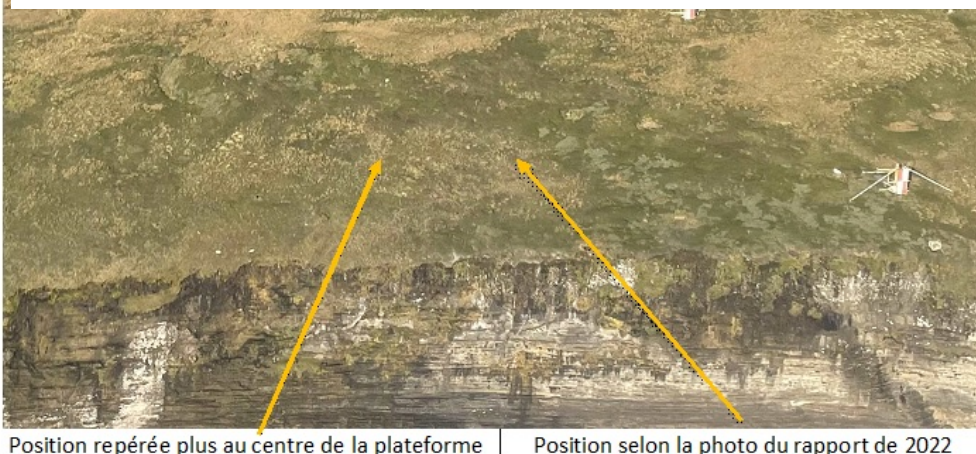 Position repérée plus au centre de la plateforme
Position selon la photo du rapport de 2022